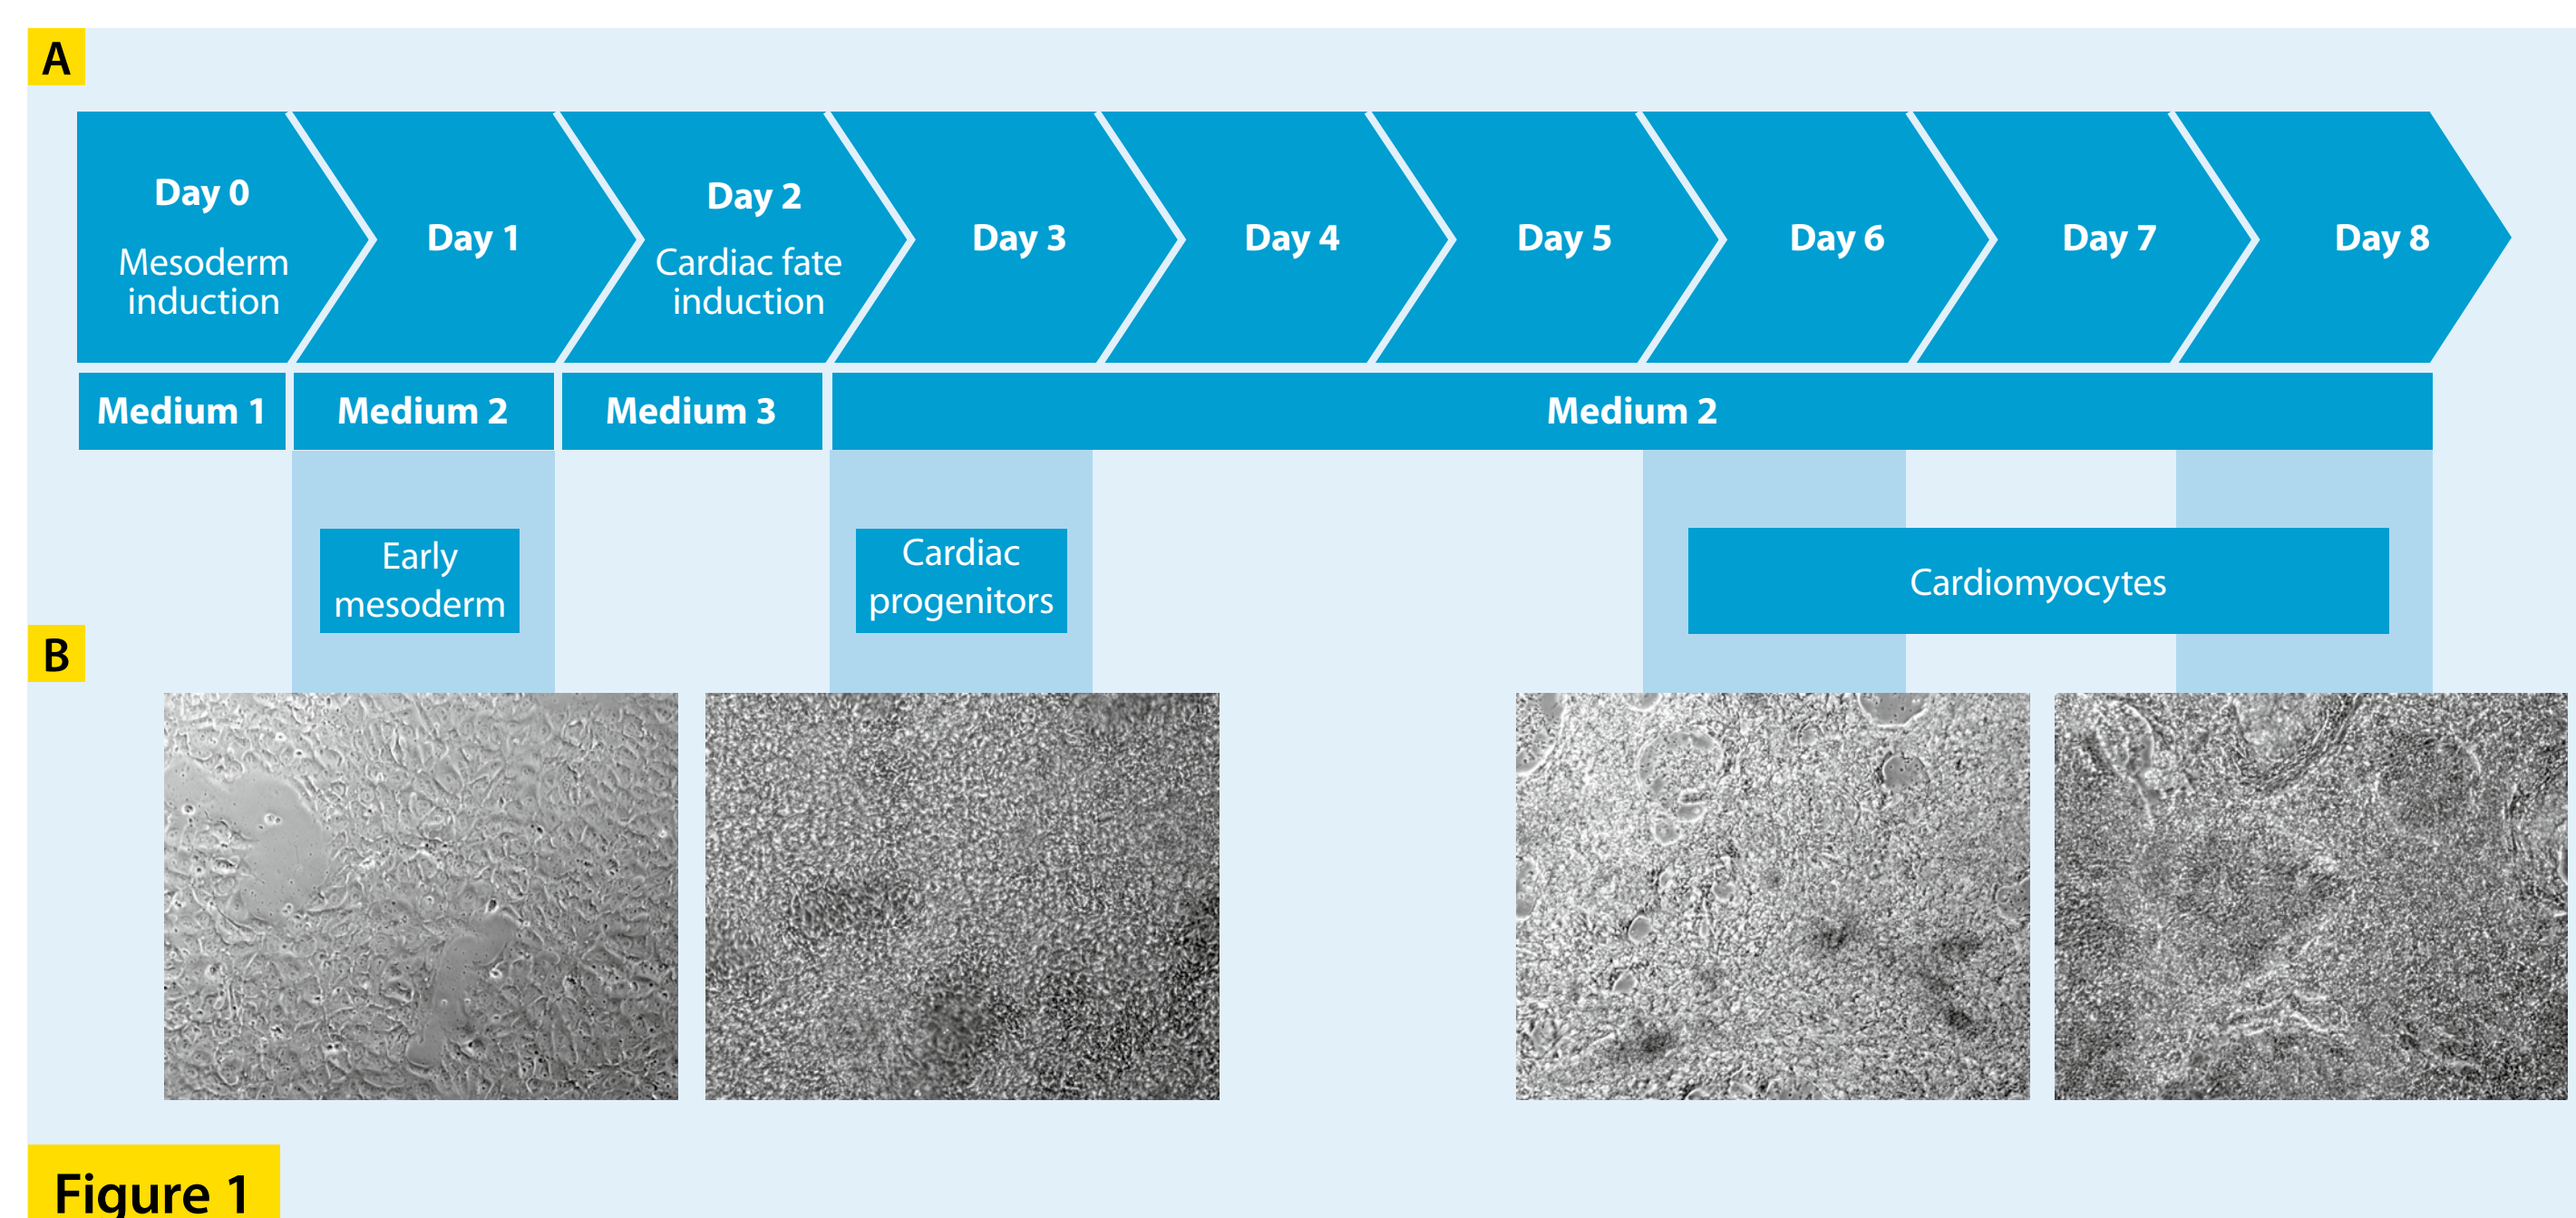 A
Day 0
Mesoderm
induction
Day 1
Day 2
Cardiac fate
induction
Day 3
Day 4
Day 5
Day 6
Day 7
Day 8
Medium 1
Medium 2
Medium 3
Medium 2
Early
mesoderm
Cardiac
progenitors
Cardiomyocytes
B
Figure 1